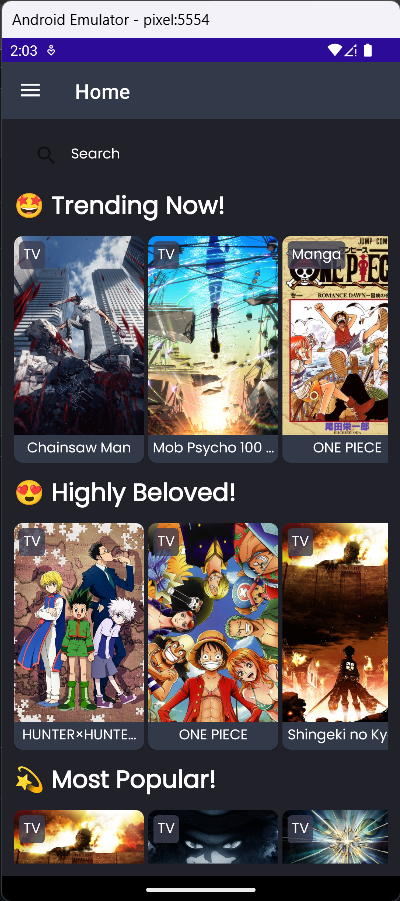 Android Emulator - pixel:5554
2:03
Home
Search
🤩 Trending Now!
TV
TV
Manga
JUMP COMICS
ONE PIECE
ROMANCE DAWN
尾田栄一郎
Chainsaw Man
Mob Psycho 100 ...
ONE PIECE
😍 Highly Beloved!
TV
TV
TV
HUNTER×HUNTE...
ONE PIECE
Shingeki no Ky
💫 Most Popular!
TV
TV
TV